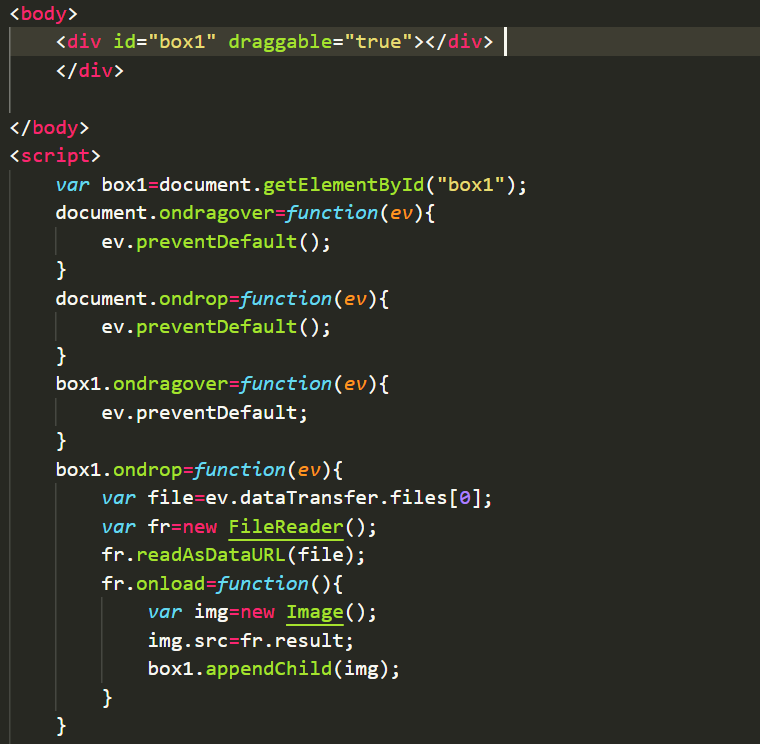 <body>
    <div id="box1" draggable="true"></div>
    </div>
</body>
<script>
    var box1=document.getElementById("box1");
    document.ondragover=function(ev){
        ev.preventDefault();
    }
    document.ondrop=function(ev){
        ev.preventDefault();
    }
    box1.ondragover=function(ev){
        ev.preventDefault;
    }
    box1.ondrop=function(ev){
        var file=ev.dataTransfer.files[0];
        var fr=new FileReader();
        fr.readAsDataURL(file);
        fr.onload=function(){
            var img=new Image();
            img.src=fr.result;
            box1.appendChild(img);
        }
    }